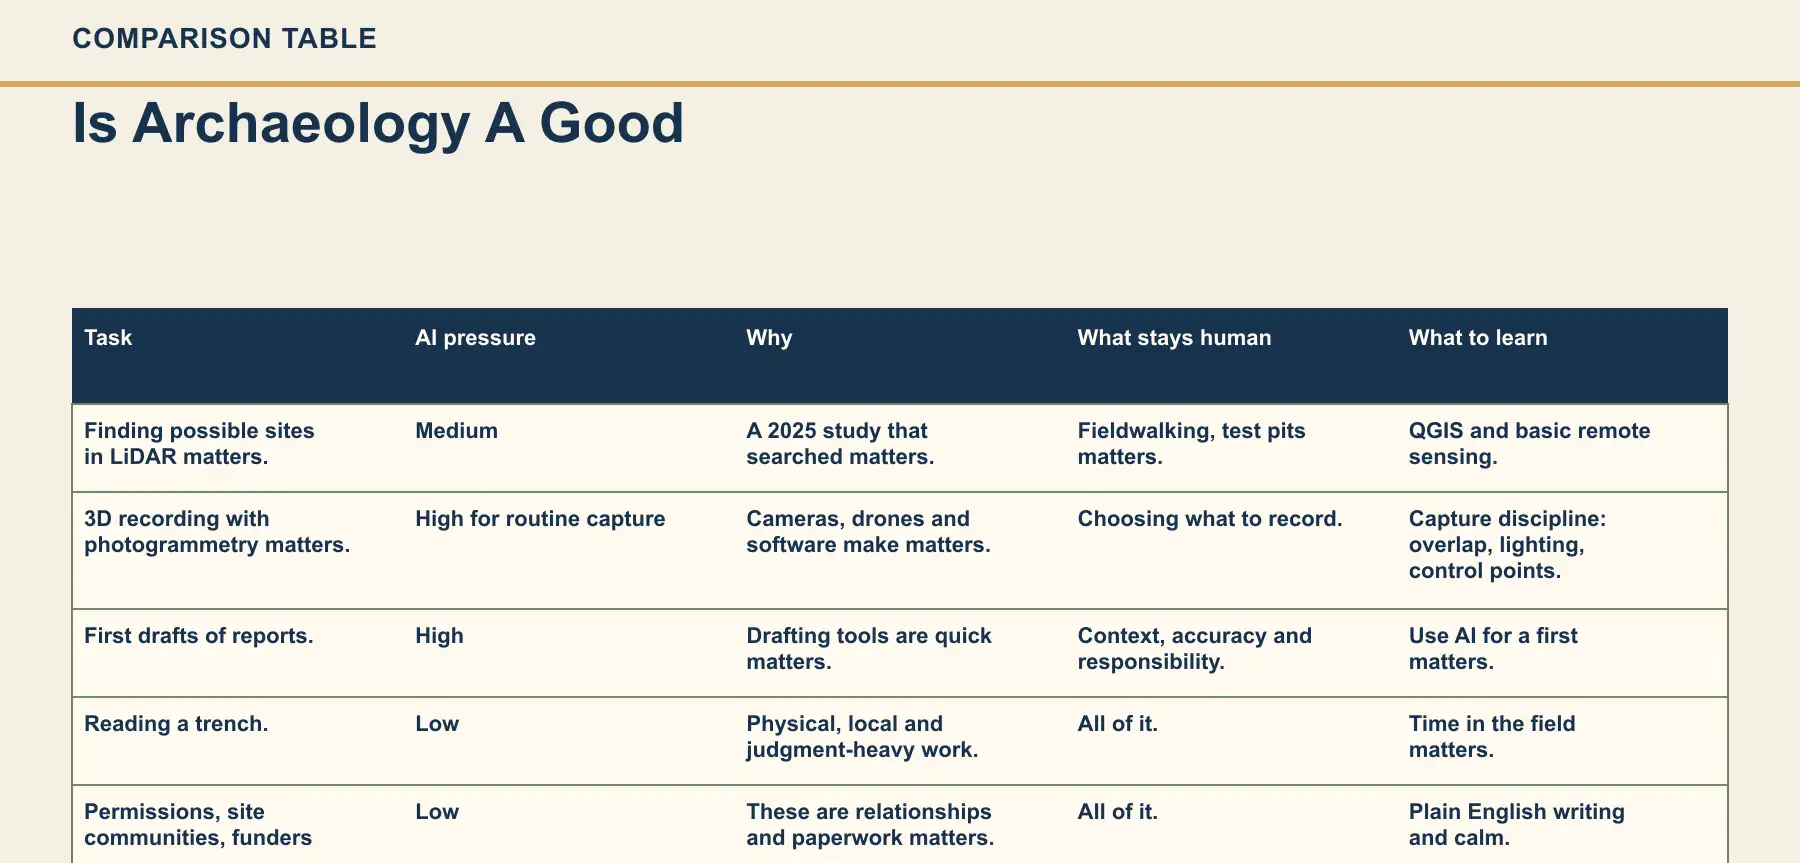 COMPARISON TABLE
Is Archaeology A Good
Task AI pressure Why What stays human What to learn
Finding possible sites
in LiDAR matters.
Medium
A 2025 study that
searched matters.
Fieldwalking, test pits
matters.
QGIS and basic remote
sensing.
3D recording with
photogrammetry matters.
High for routine capture
Cameras, drones and
software make matters.
Choosing what to record.
Capture discipline:
overlap, lighting,
control points.
First drafts of reports.
High
Drafting tools are quick
matters.
Context, accuracy and
responsibility.
Use AI for a first
matters.
Reading a trench.
Low
Physical, local and
judgment-heavy work.
All of it.
Time in the field
matters.
Permissions, site
communities, funders
Low
These are relationships
and paperwork matters.
All of it.
Plain English writing
and calm.